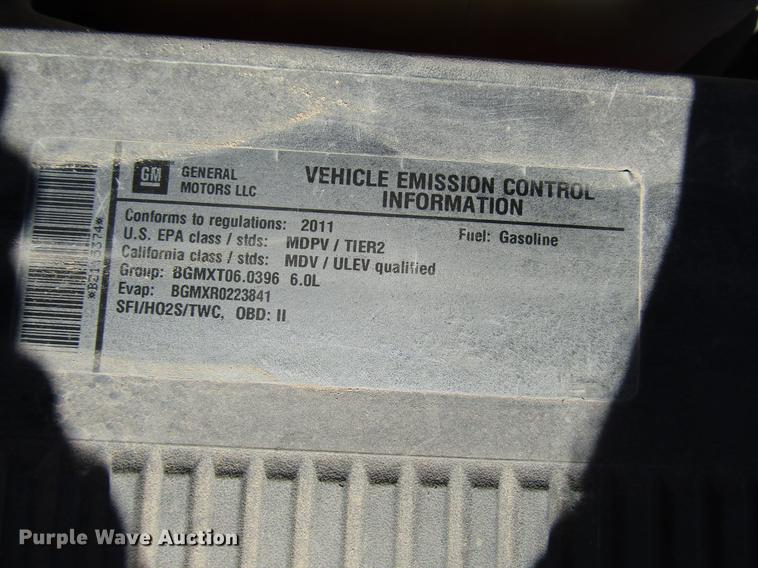 GM GENERAL MOTORS LLC
VEHICLE EMISSION CONTROL
INFORMATION
Conforms to regulations: 2011
Fuel: Gasoline
U.S. EPA class / stds: MDPV / TIER2
California class / stds: MDV / ULEV qualified
Group: BGMXT06.0396 6.0L
Evap: BGMXR0223841
SFI/HO2S/TWC, OBD: II
Purple Wave Auction